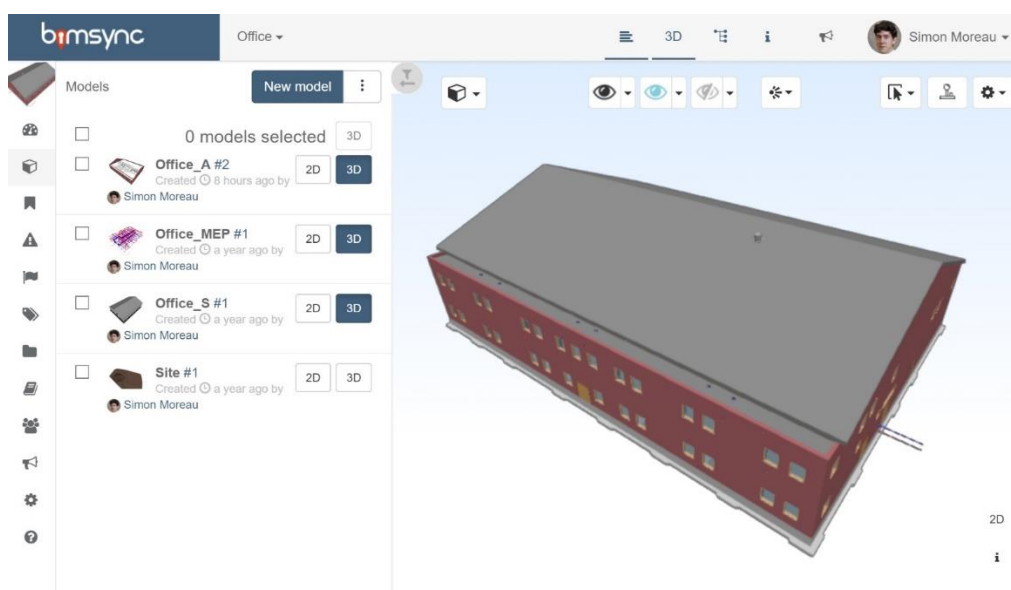 bimsync
Office
3D
i
Simon Moreau
Models
New model
0 models selected
3D
Office_A #2
2D
3D
Created 8 hours ago by
Simon Moreau
Office_MEP #1
2D
3D
Created a year ago by
Simon Moreau
Office_S #1
2D
3D
Created a year ago by
Simon Moreau
Site #1
2D
3D
Created a year ago by
Simon Moreau
2D
i